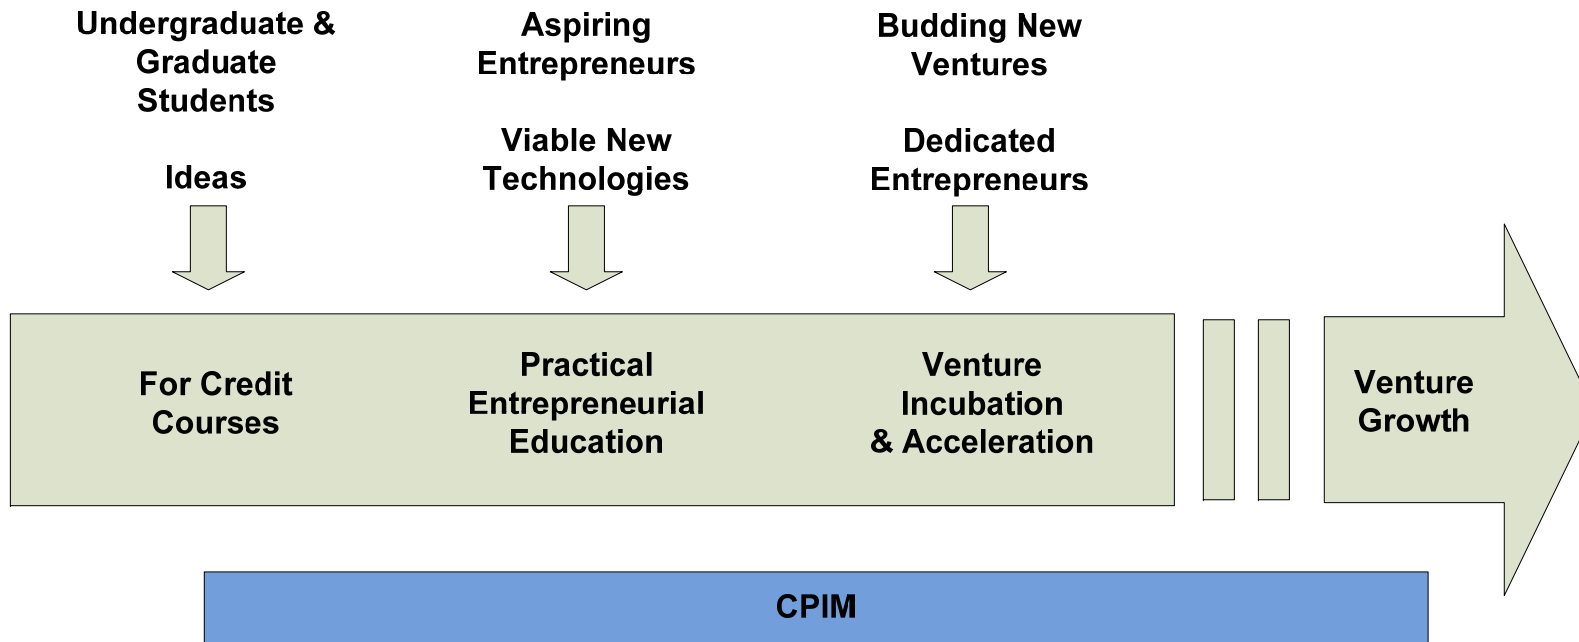 Undergraduate &
Graduate
Students
Ideas
Aspiring
Entrepreneurs
Viable New
Technologies
Budding New
Ventures
Dedicated
Entrepreneurs
For Credit
Courses
Practical
Entrepreneurial
Education
Venture
Incubation
& Acceleration
Venture
Growth
CPIM